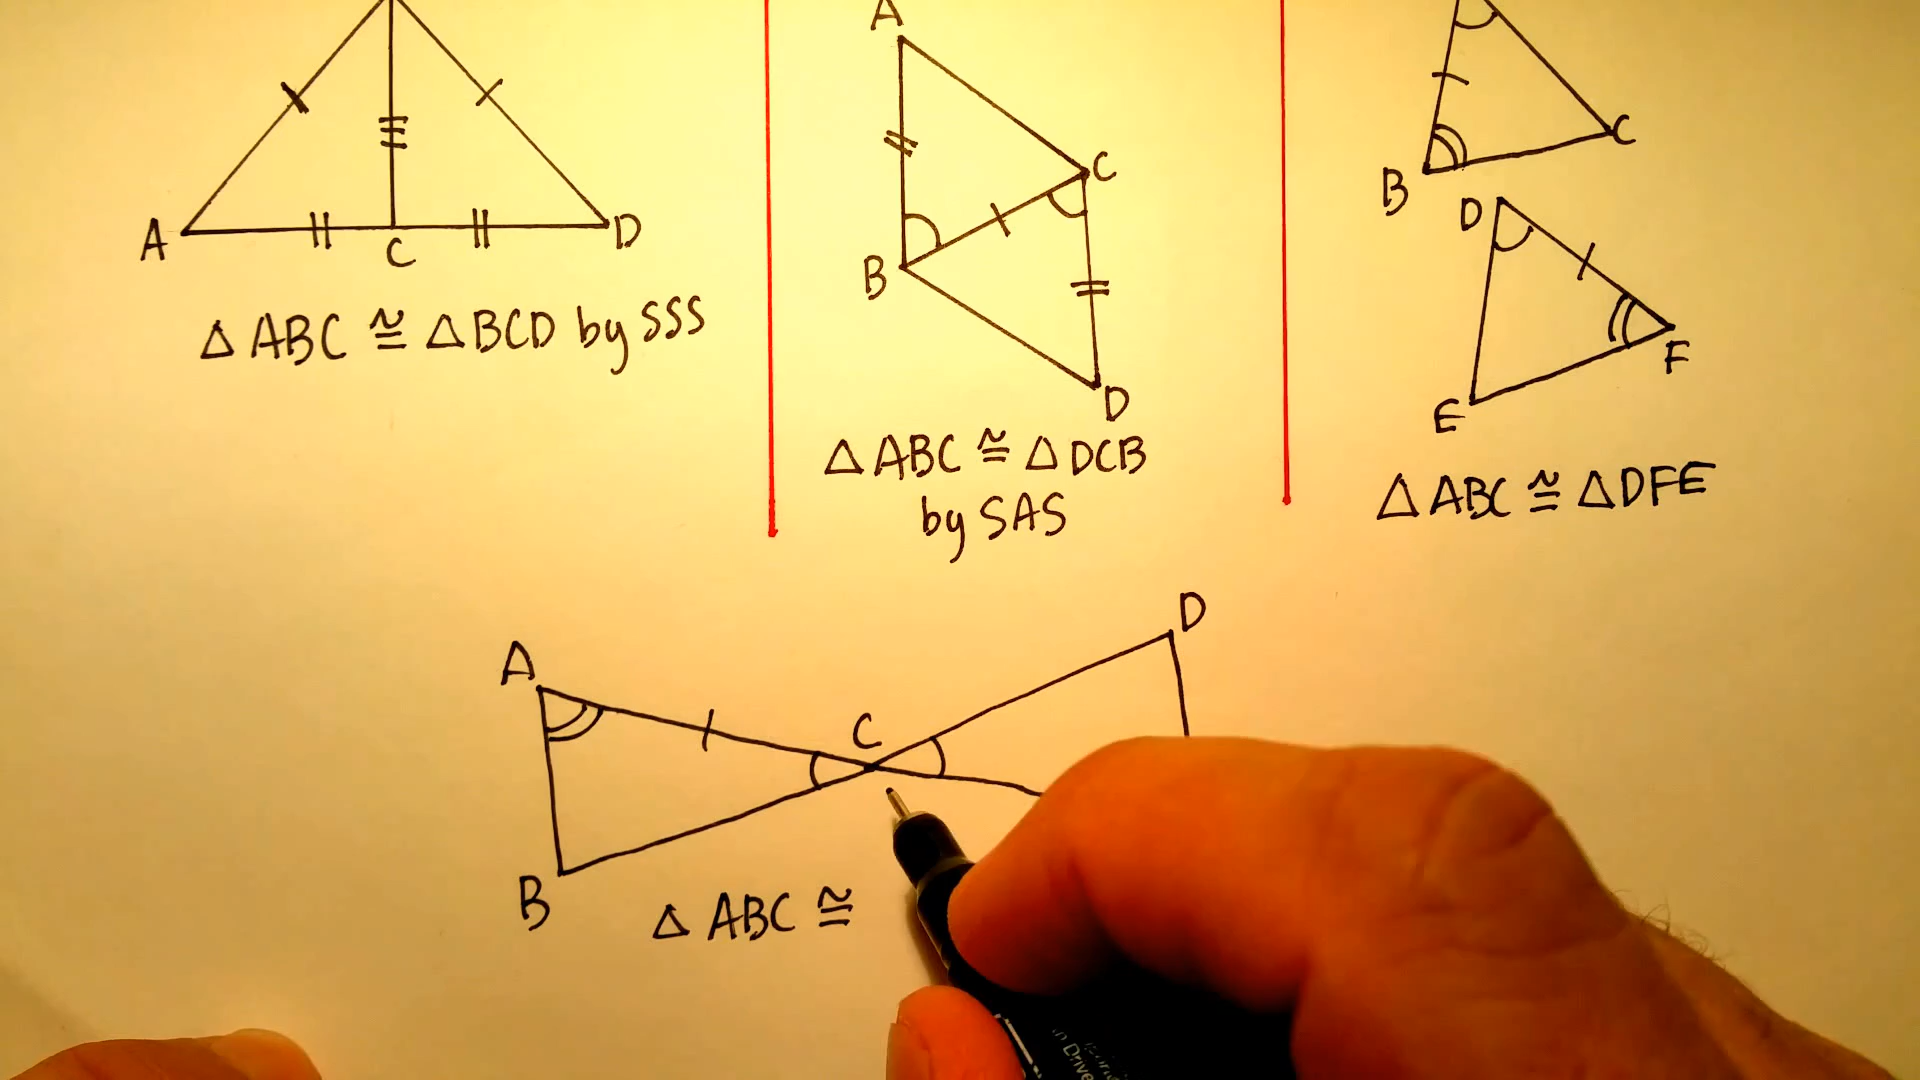 A
C
D
△ ABC ≅ △BCD by SSS
A
C
B
D
△ ABC ≅ △ DCB
by SAS
C
B
D
F
E
△ ABC ≅ △DFE
A
C
D
B
△ ABC ≅